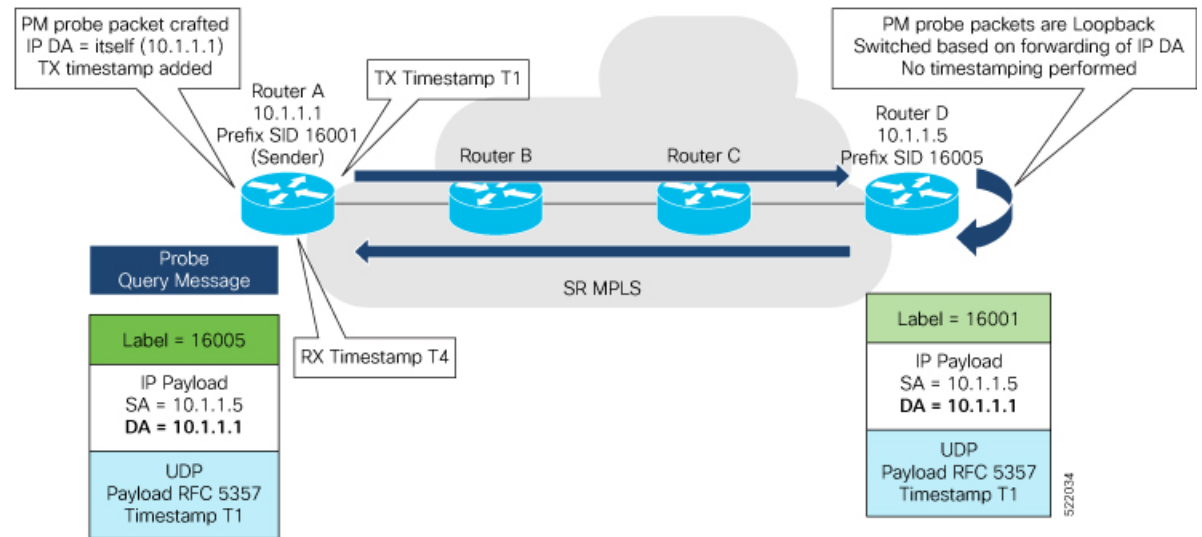 PM probe packet crafted
IP DA = itself (10.1.1.1)
TX timestamp added
TX Timestamp T1
PM probe packets are Loopback
Switched based on forwarding of IP DA
No timestamping performed
Router A
10.1.1.1
Prefix SID 16001
(Sender)
Router B
Router C
Router D
10.1.1.5
Prefix SID 16005
Probe
Query Message
SR MPLS
RX Timestamp T4
Label = 16005
IP Payload
SA = 10.1.1.5
DA = 10.1.1.1
UDP
Payload RFC 5357
Timestamp T1
Label = 16001
IP Payload
SA = 10.1.1.5
DA = 10.1.1.1
UDP
Payload RFC 5357
Timestamp T1
522034